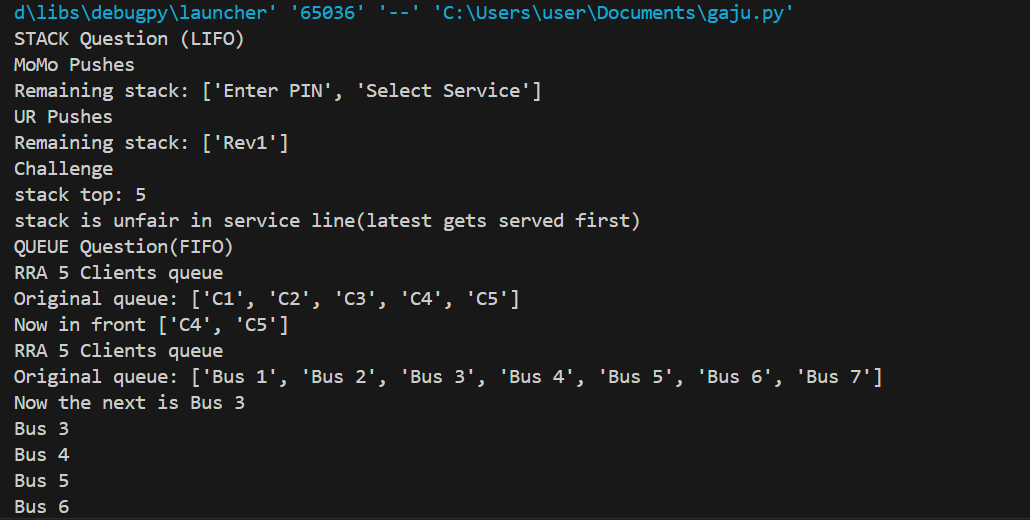 d\libs\debugpy\launcher' '65036' '--' 'C:\Users\user\Documents\gaju.py'
STACK Question (LIFO)
MoMo Pushes
Remaining stack: ['Enter PIN', 'Select Service']
UR Pushes
Remaining stack: ['Rev1']
Challenge
stack top: 5
stack is unfair in service line(latest gets served first)
QUEUE Question(FIFO)
RRA 5 Clients queue
Original queue: ['C1', 'C2', 'C3', 'C4', 'C5']
Now in front ['C4', 'C5']
RRA 5 Clients queue
Original queue: ['Bus 1', 'Bus 2', 'Bus 3', 'Bus 4', 'Bus 5', 'Bus 6', 'Bus 7']
Now the next is Bus 3
Bus 3
Bus 4
Bus 5
Bus 6